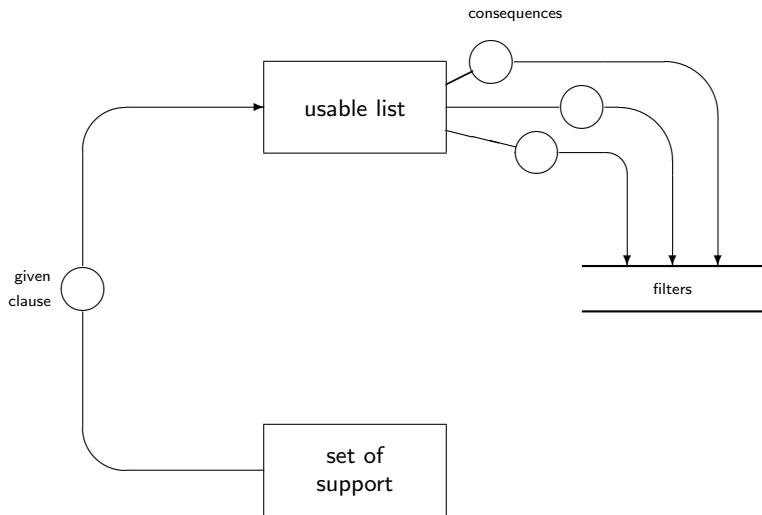 consequences
usable list
given
clause
filters
set of
support